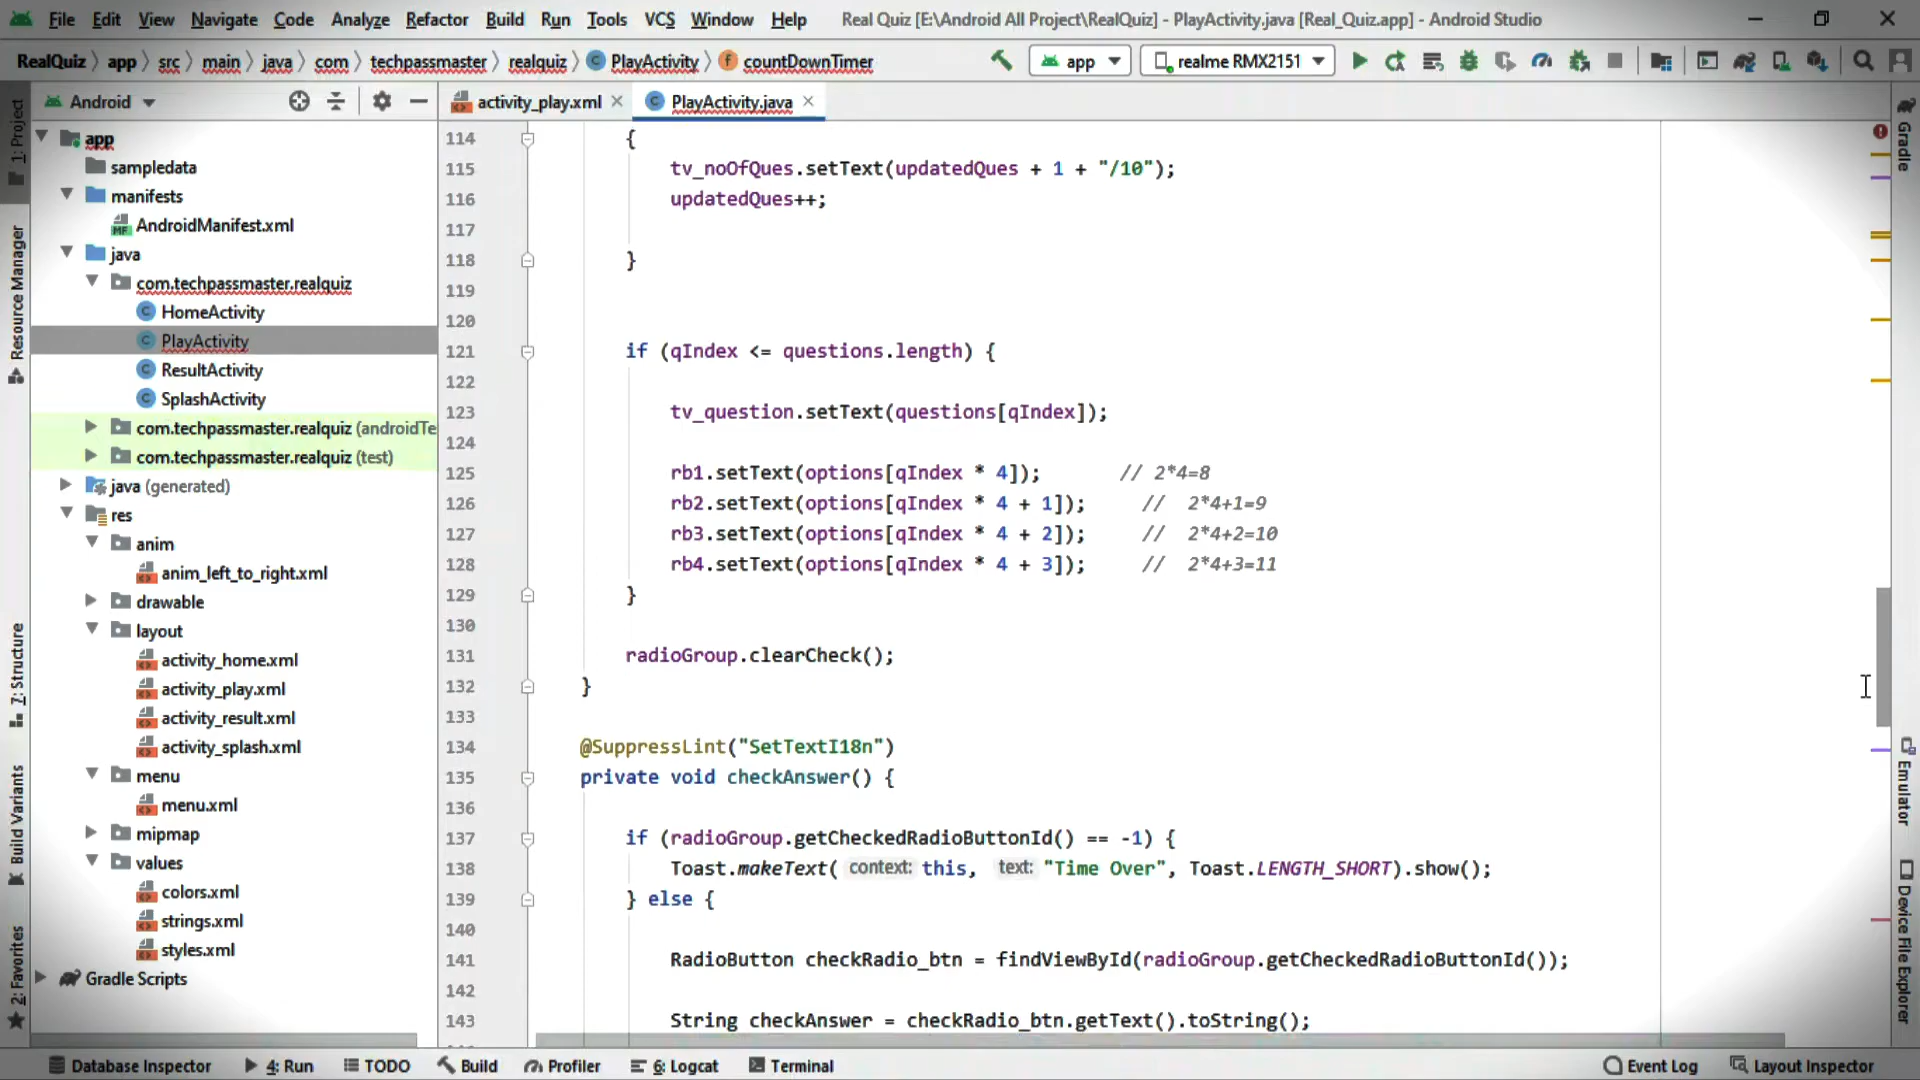 File Edit View Navigate Code Analyze Refactor Build Run Tools VCS Window Help Real Quiz [E:\Android All Project\RealQuiz] - PlayActivity.java [Real_Quiz.app] - Android Studio
RealQuiz app src main java com techpassmaster realquiz PlayActivity countDownTimer app realme RMX2151
Android activity_play.xml PlayActivity.java
1: Project
Resource Manager
7: Structure
Build Variants
2: Favorites
app
sampledata
manifests
AndroidManifest.xml
java
com.techpassmaster.realquiz
HomeActivity
PlayActivity
ResultActivity
SplashActivity
com.techpassmaster.realquiz (androidTe
com.techpassmaster.realquiz (test)
java (generated)
res
anim
anim_left_to_right.xml
drawable
layout
activity_home.xml
activity_play.xml
activity_result.xml
activity_splash.xml
menu
menu.xml
mipmap
values
colors.xml
strings.xml
styles.xml
Gradle Scripts
114 {
115 tv_noOfQues.setText(updatedQues + 1 + "/10");
116 updatedQues++;
117
118 }
119
120
121 if (qIndex <= questions.length) {
122
123 tv_question.setText(questions[qIndex]);
124
125 rb1.setText(options[qIndex * 4]); // 2*4=8
126 rb2.setText(options[qIndex * 4 + 1]); // 2*4+1=9
127 rb3.setText(options[qIndex * 4 + 2]); // 2*4+2=10
128 rb4.setText(options[qIndex * 4 + 3]); // 2*4+3=11
129 }
130
131 radioGroup.clearCheck();
132 }
133
134 @SuppressLint("SetTextI18n")
135 private void checkAnswer() {
136
137 if (radioGroup.getCheckedRadioButtonId() == -1) {
138 Toast.makeText( context: this, text: "Time Over", Toast.LENGTH_SHORT).show();
139 } else {
140
141 RadioButton checkRadio_btn = findViewById(radioGroup.getCheckedRadioButtonId());
142
143 String checkAnswer = checkRadio_btn.getText().toString();
Gradle
Emulator
Device File Explorer
Database Inspector 4: Run TODO Build Profiler 6: Logcat Terminal Event Log Layout Inspector